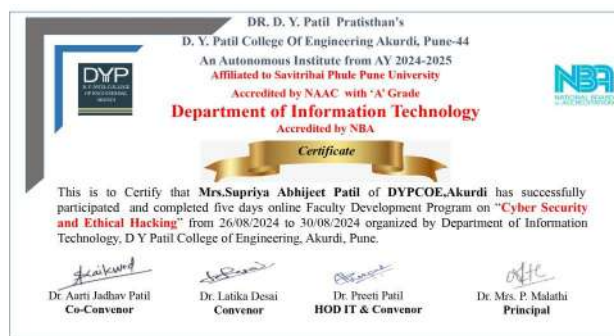 DR. D. Y. Patil Pratisthan's
D. Y. Patil College Of Engineering Akurdi, Pune-44
An Autonomous Institute from AY 2024-2025
Affiliated to Savitribai Phule Pune University
Accredited by NAAC with 'A' Grade
Department of Information Technology
Accredited by NBA
DYP
NBA
NATIONAL BOARD
of ACCREDITATION
Certificate
This is to Certify that Mrs.Supriya Abhijeet Patil of DYPCOE,Akurdi has successfully
participated and completed five days online Faculty Development Program on "Cyber Security
and Ethical Hacking" from 26/08/2024 to 30/08/2024 organized by Department of Information
Technology, D Y Patil College of Engineering, Akurdi, Pune.
Dr. Aarti Jadhav Patil
Co-Convenor
Dr. Latika Desai
Convenor
Dr. Preeti Patil
HOD IT & Convenor
Dr. Mrs. P. Malathi
Principal